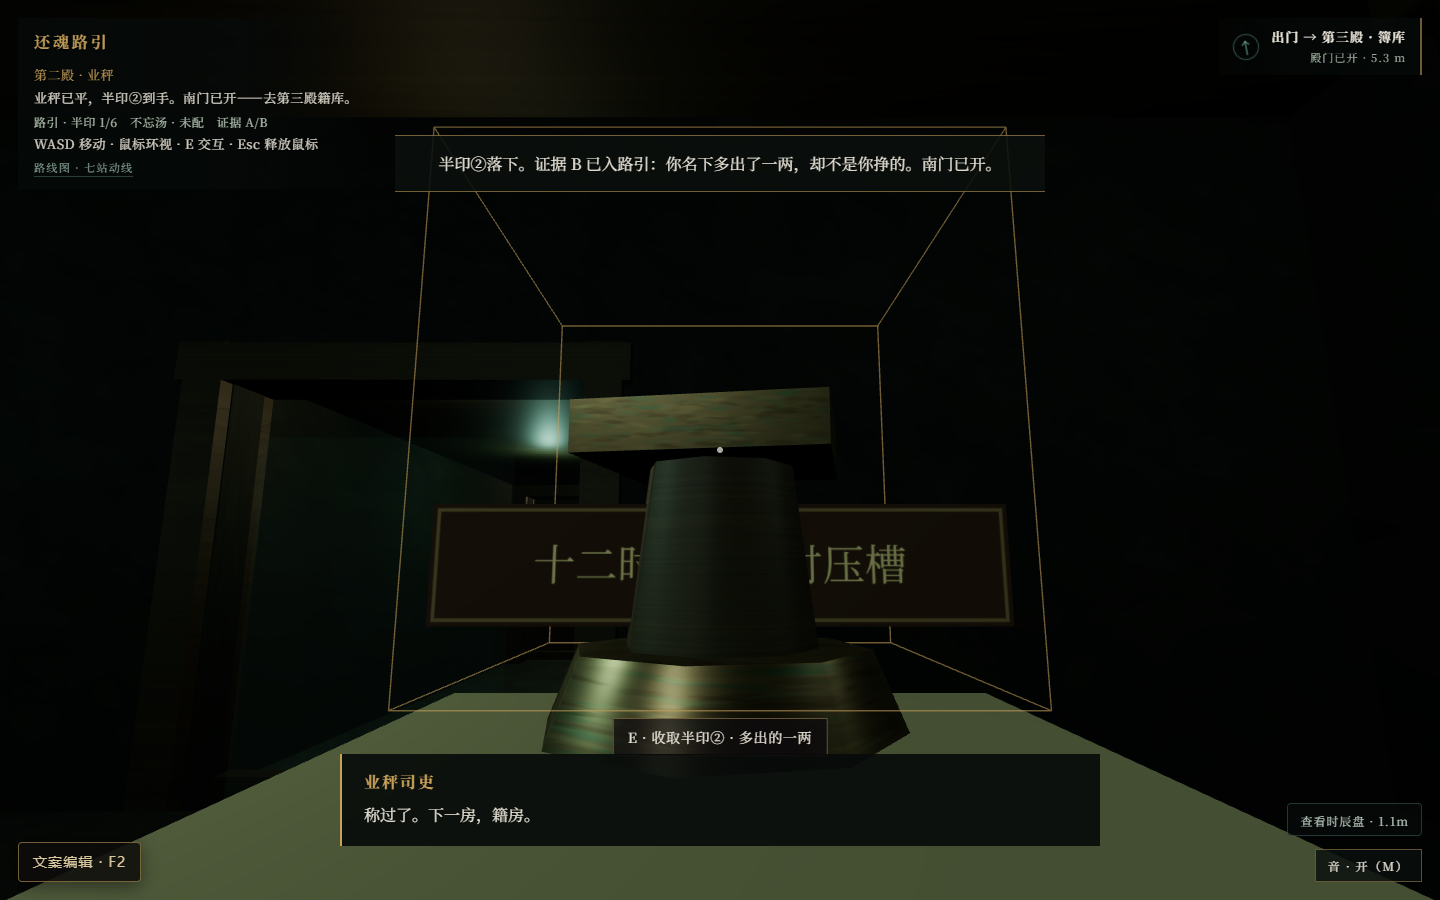 还魂路引
第二殿 · 业秤
业秤已平，半印②到手。南门已开——去第三殿籍库。
路引 · 半印 1/6 不忘汤 · 未配 证据 A/B
WASD 移动 · 鼠标环视 · E 交互 · Esc 释放鼠标
路线图 · 七站动线
出门 → 第三殿 · 簿库
殿门已开 · 5.3 m
半印②落下。证据 B 已入路引：你名下多出了一两，却不是你挣的。南门已开。
十二时 压槽
E · 收取半印② · 多出的一两
业秤司吏
称过了。下一房，籍房。
查看时辰盘 · 1.1m
文案编辑 · F2
音 · 开（M）